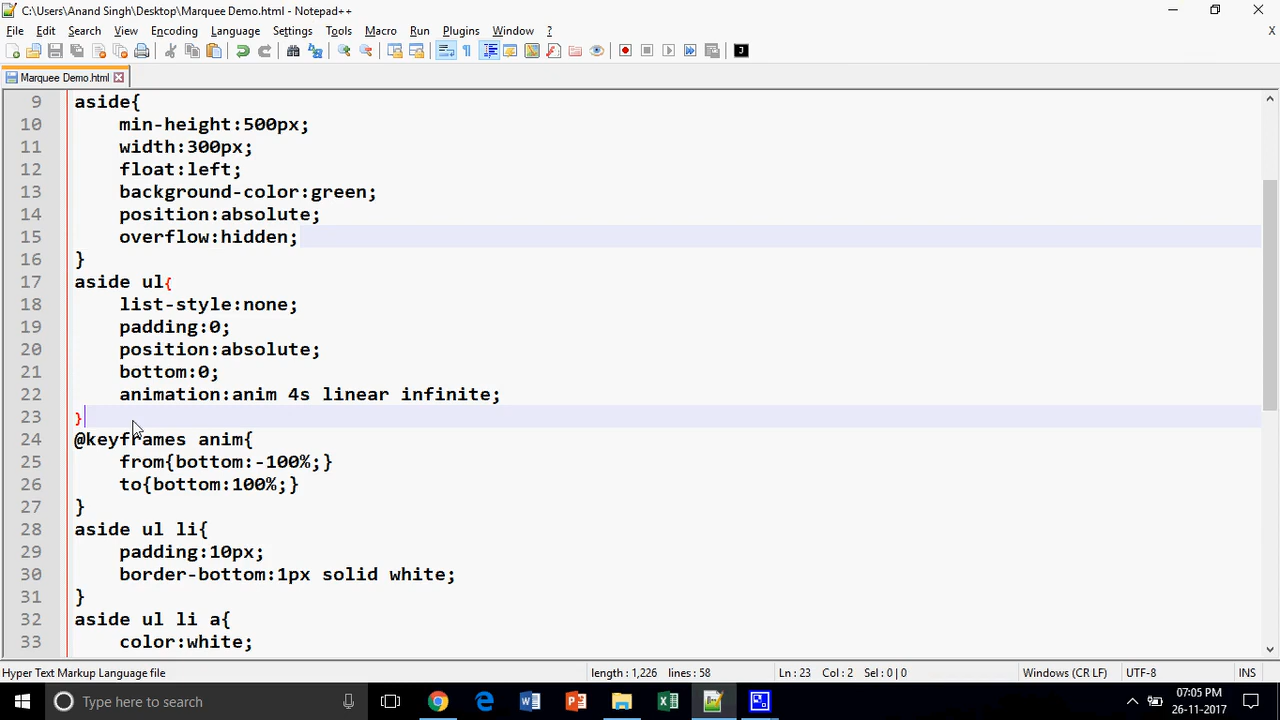 C:\Users\Anand Singh\Desktop\Marquee Demo.html - Notepad++
File Edit Search View Encoding Language Settings Tools Macro Run Plugins Window ? X
Marquee Demo.html
9 aside{
10 min-height:500px;
11 width:300px;
12 float:left;
13 background-color:green;
14 position:absolute;
15 overflow:hidden;
16 }
17 aside ul{
18 list-style:none;
19 padding:0;
20 position:absolute;
21 bottom:0;
22 animation:anim 4s linear infinite;
23 }
24 @keyframes anim{
25 from{bottom:-100%;}
26 to{bottom:100%;}
27 }
28 aside ul li{
29 padding:10px;
30 border-bottom:1px solid white;
31 }
32 aside ul li a{
33 color:white;
Hyper Text Markup Language file length : 1,226 lines : 58 Ln : 23 Col : 2 Sel : 0 | 0 Windows (CR LF) UTF-8 INS
Type here to search 07:05 PM
26-11-2017